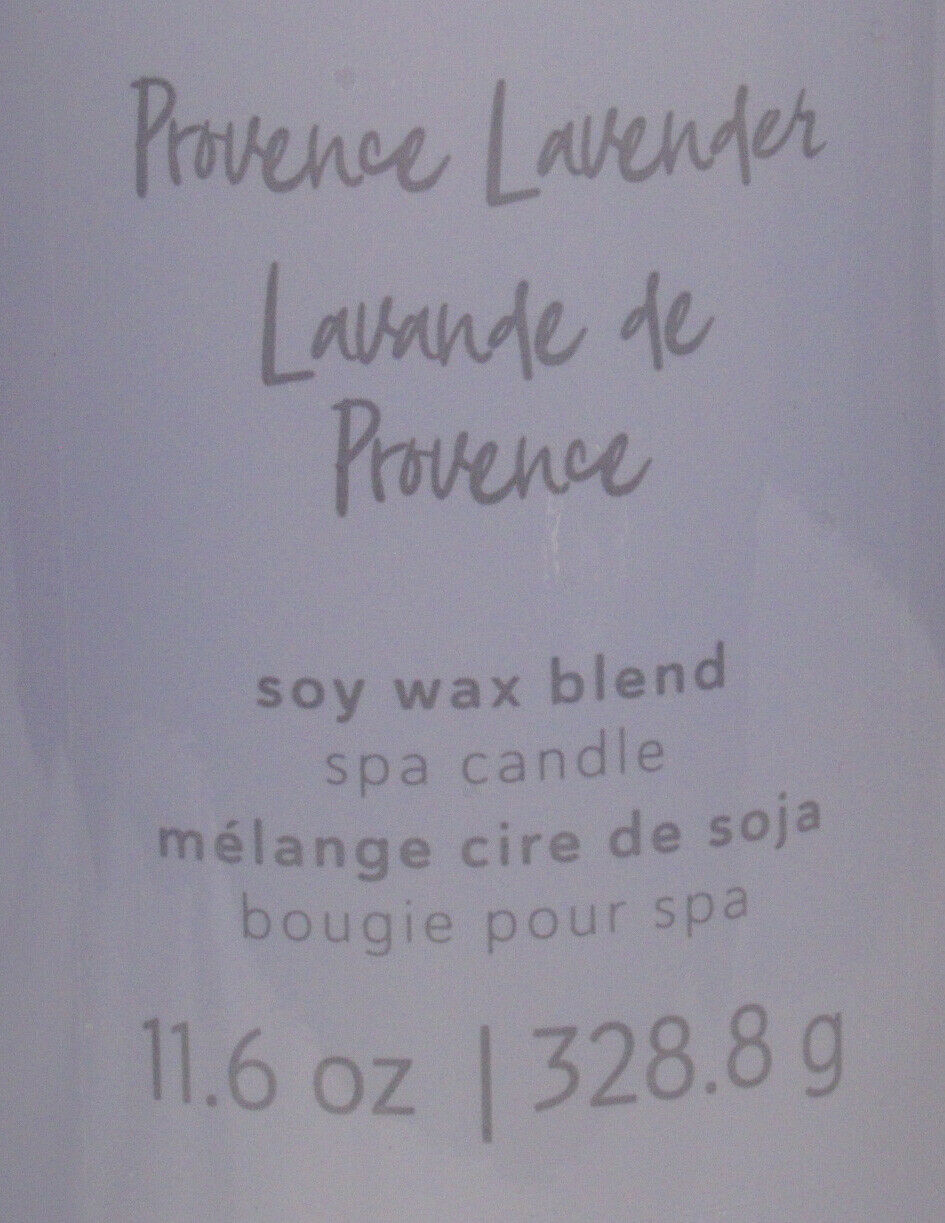 Provence Lavender
Lavande de
Provence
soy wax blend
spa candle
mélange cire de soja
bougie pour spa
11.6 oz | 328.8 g